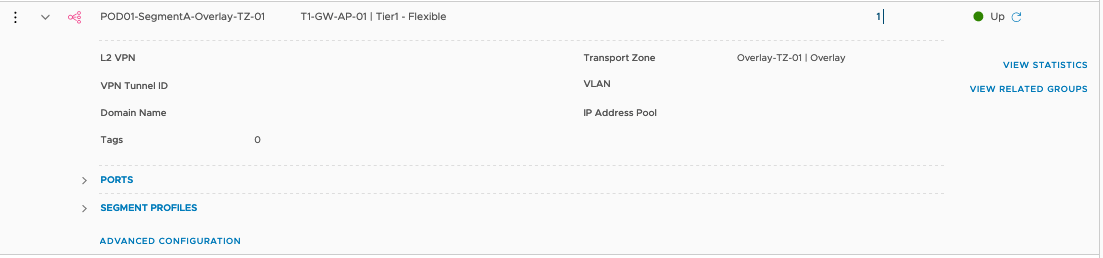 POD01-SegmentA-Overlay-TZ-01 T1-GW-AP-01 | Tier1 - Flexible 1 Up
L2 VPN Transport Zone Overlay-TZ-01 | Overlay
VIEW STATISTICS
VPN Tunnel ID VLAN
VIEW RELATED GROUPS
Domain Name IP Address Pool
Tags 0
PORTS
SEGMENT PROFILES
ADVANCED CONFIGURATION